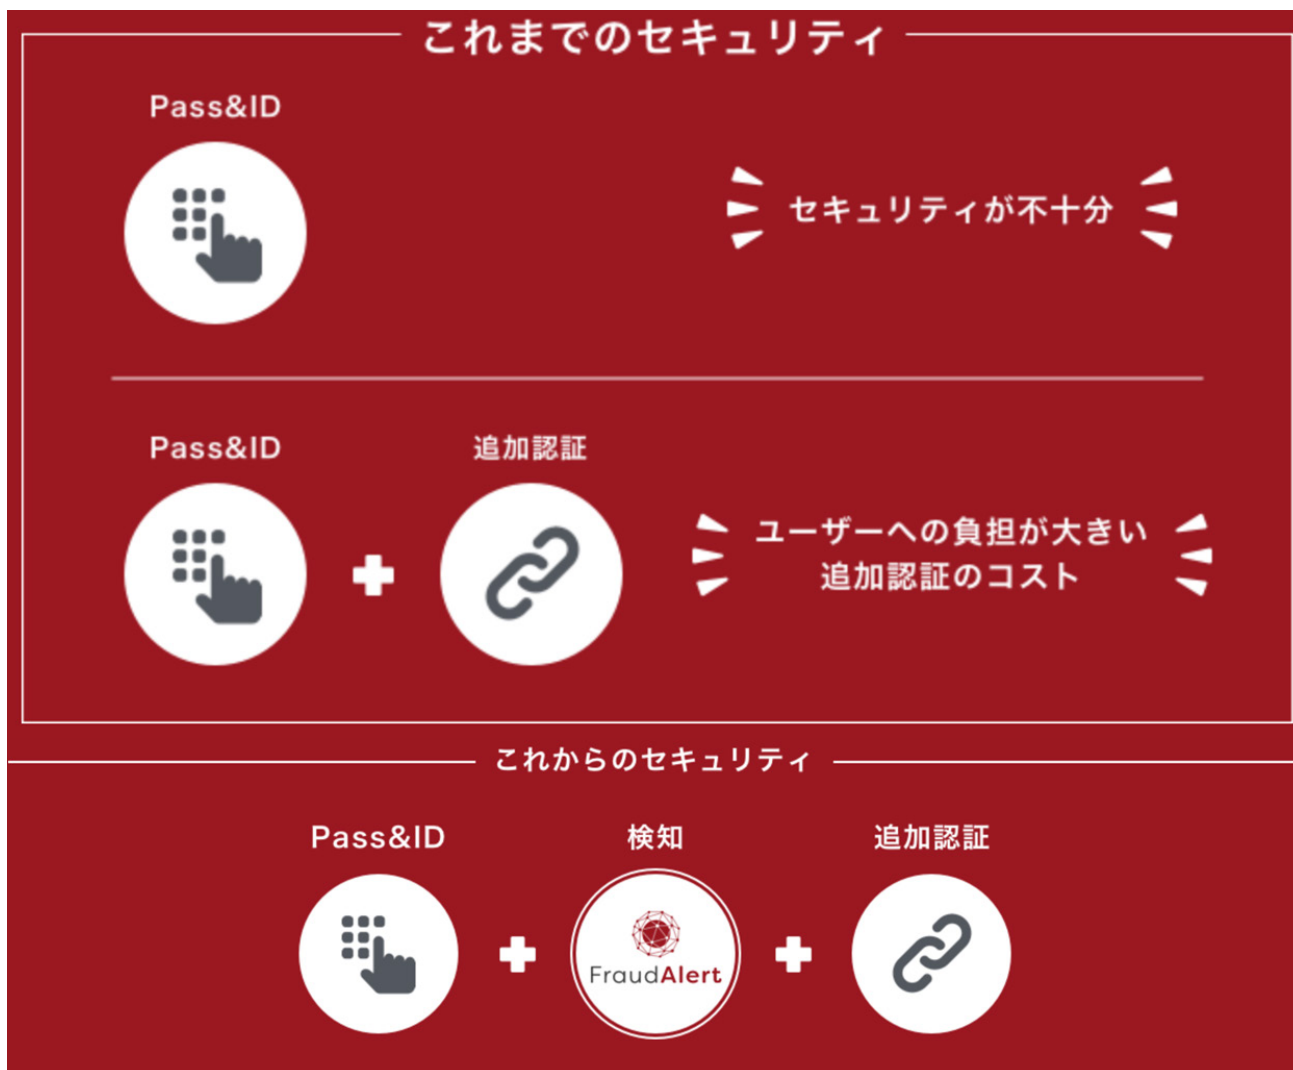 これまでのセキュリティ
Pass&ID
セキュリティが不十分
Pass&ID
追加認証
ユーザーへの負担が大きい
追加認証のコスト
これからのセキュリティ
Pass&ID
検知
追加認証
FraudAlert